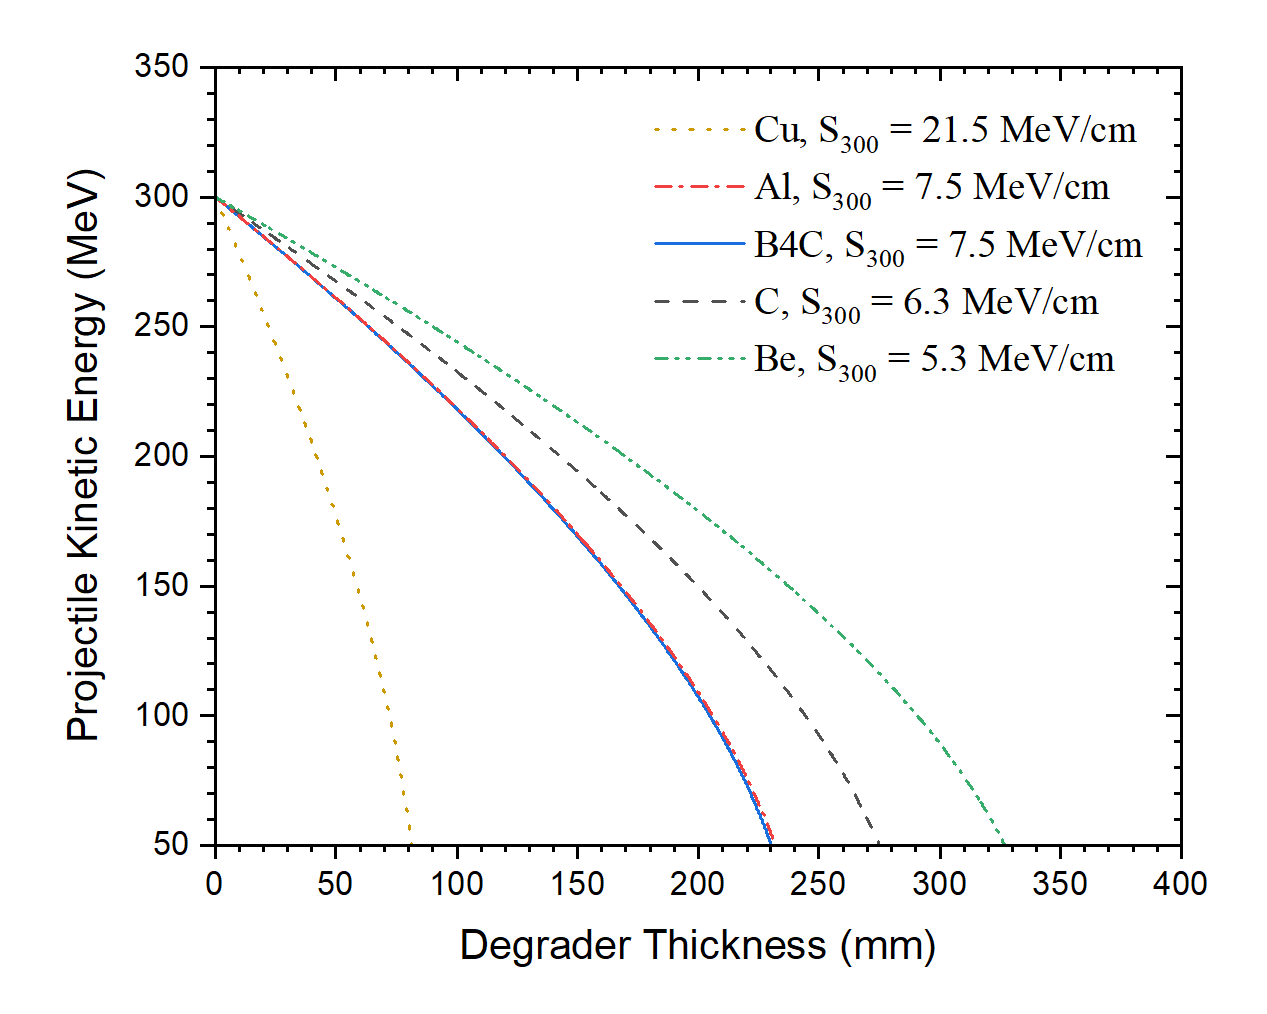 350
300
250
200
150
100
50
Projectile Kinetic Energy (MeV)
Cu, S300 = 21.5 MeV/cm
Al, S300 = 7.5 MeV/cm
B4C, S300 = 7.5 MeV/cm
C, S300 = 6.3 MeV/cm
Be, S300 = 5.3 MeV/cm
0 50 100 150 200 250 300 350 400
Degrader Thickness (mm)